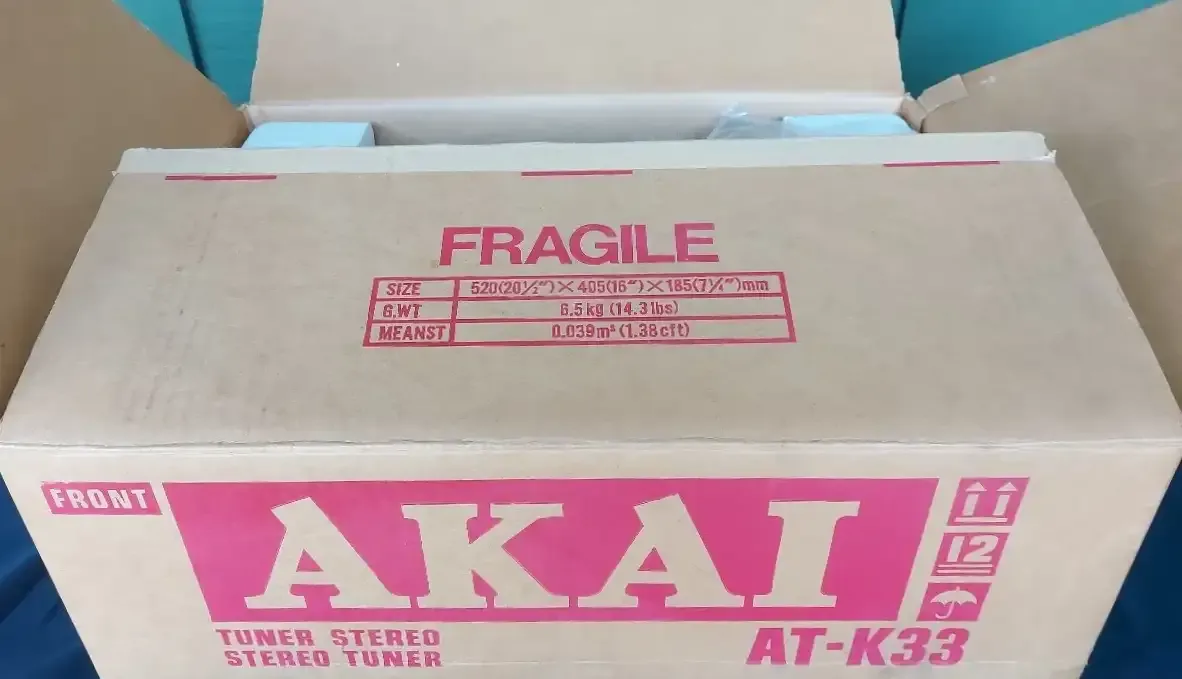 FRAGILE
SIZE 520(20½")×405(16")×185(7¼")mm
G.WT 6.5kg (14.3lbs)
MEANST 0.039m³(1.38cft)
FRONT
AKAI
12
TUNER STEREO
STEREO TUNER
AT-K33